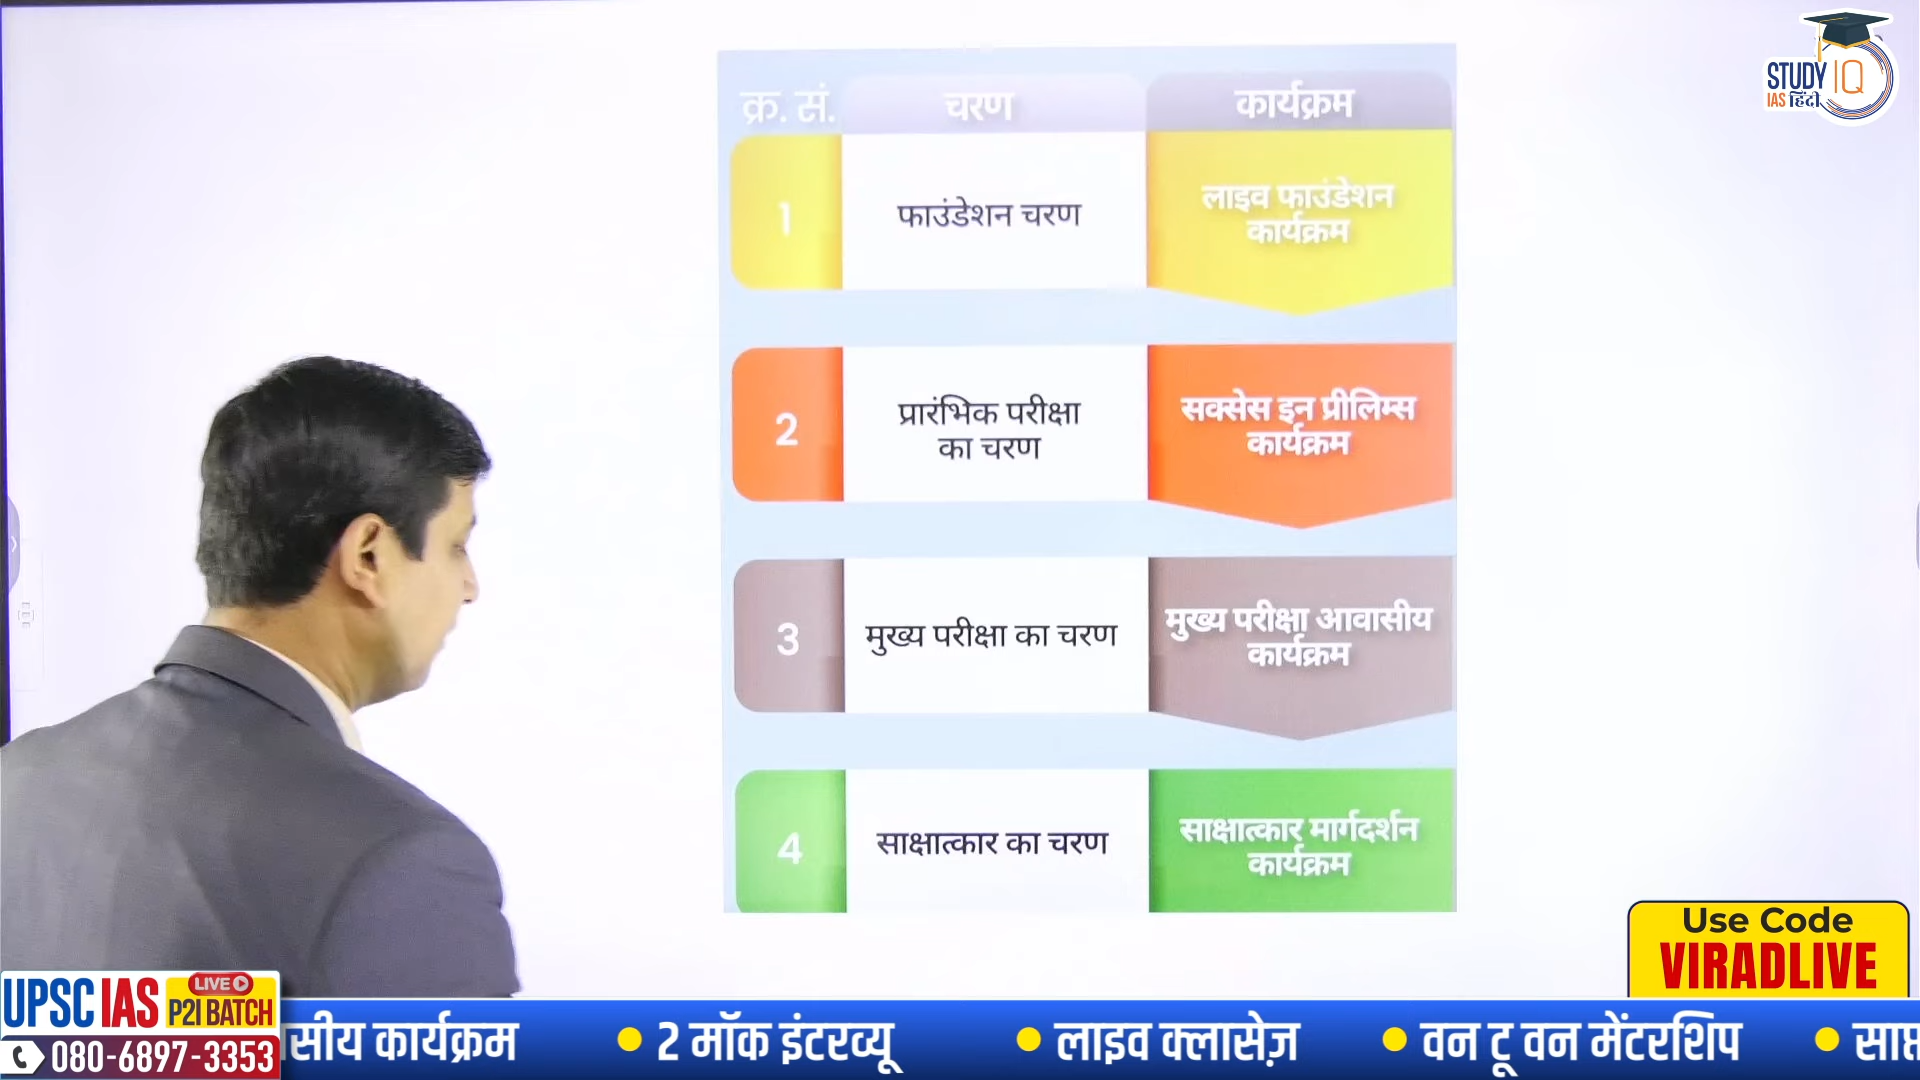 STUDY IQ
IAS हिंदी
क्र. सं. चरण कार्यक्रम
1 फाउंडेशन चरण लाइव फाउंडेशन
कार्यक्रम
2 प्रारंभिक परीक्षा
का चरण
सक्सेस इन प्रीलिम्स
कार्यक्रम
3 मुख्य परीक्षा का चरण
मुख्य परीक्षा आवासीय
कार्यक्रम
4 साक्षात्कार का चरण
साक्षात्कार मार्गदर्शन
कार्यक्रम
Use Code
VIRADLIVE
UPSC IAS
LIVE
P2I BATCH
080-6897-3353
कार्यक्रम • 2 मॉक इंटरव्यू • लाइव क्लासेज़ • वन टू वन मेंटरशिप •